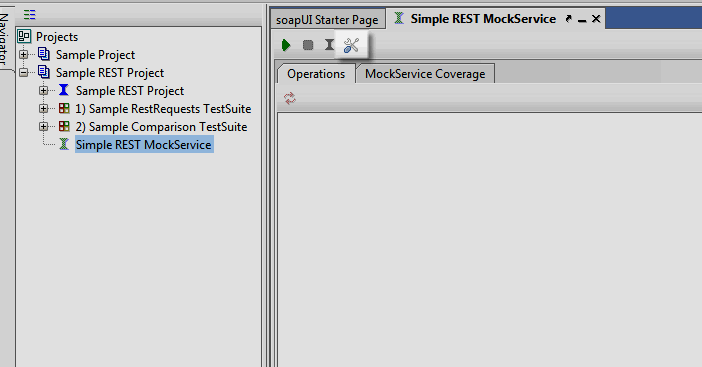 Navigator
Projects
Sample Project
Sample REST Project
Sample REST Project
1) Sample RestRequests TestSuite
2) Sample Comparison TestSuite
Simple REST MockService
soapUI Starter Page
Simple REST MockService
Operations
MockService Coverage